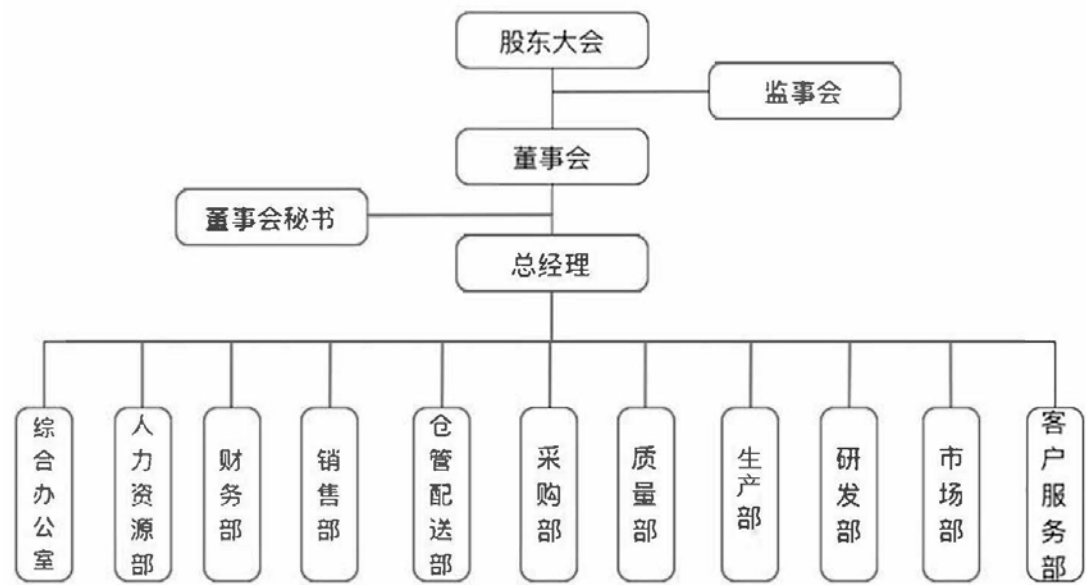 股东大会
监事会
董事会
董事会秘书
总经理
综合办公室
人力资源部
财务部
销售部
仓管配送部
采购部
质量部
生产部
研发部
市场部
客户服务部